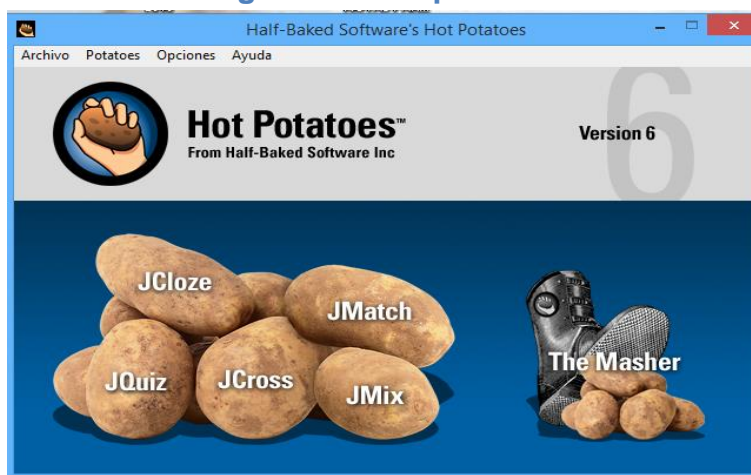 Half-Baked Software's Hot Potatoes
Archivo Potatoes Opciones Ayuda
Hot Potatoes™
From Half-Baked Software Inc
Version 6
6
JCloze
JMatch
JQuiz
JCross
JMix
The Masher